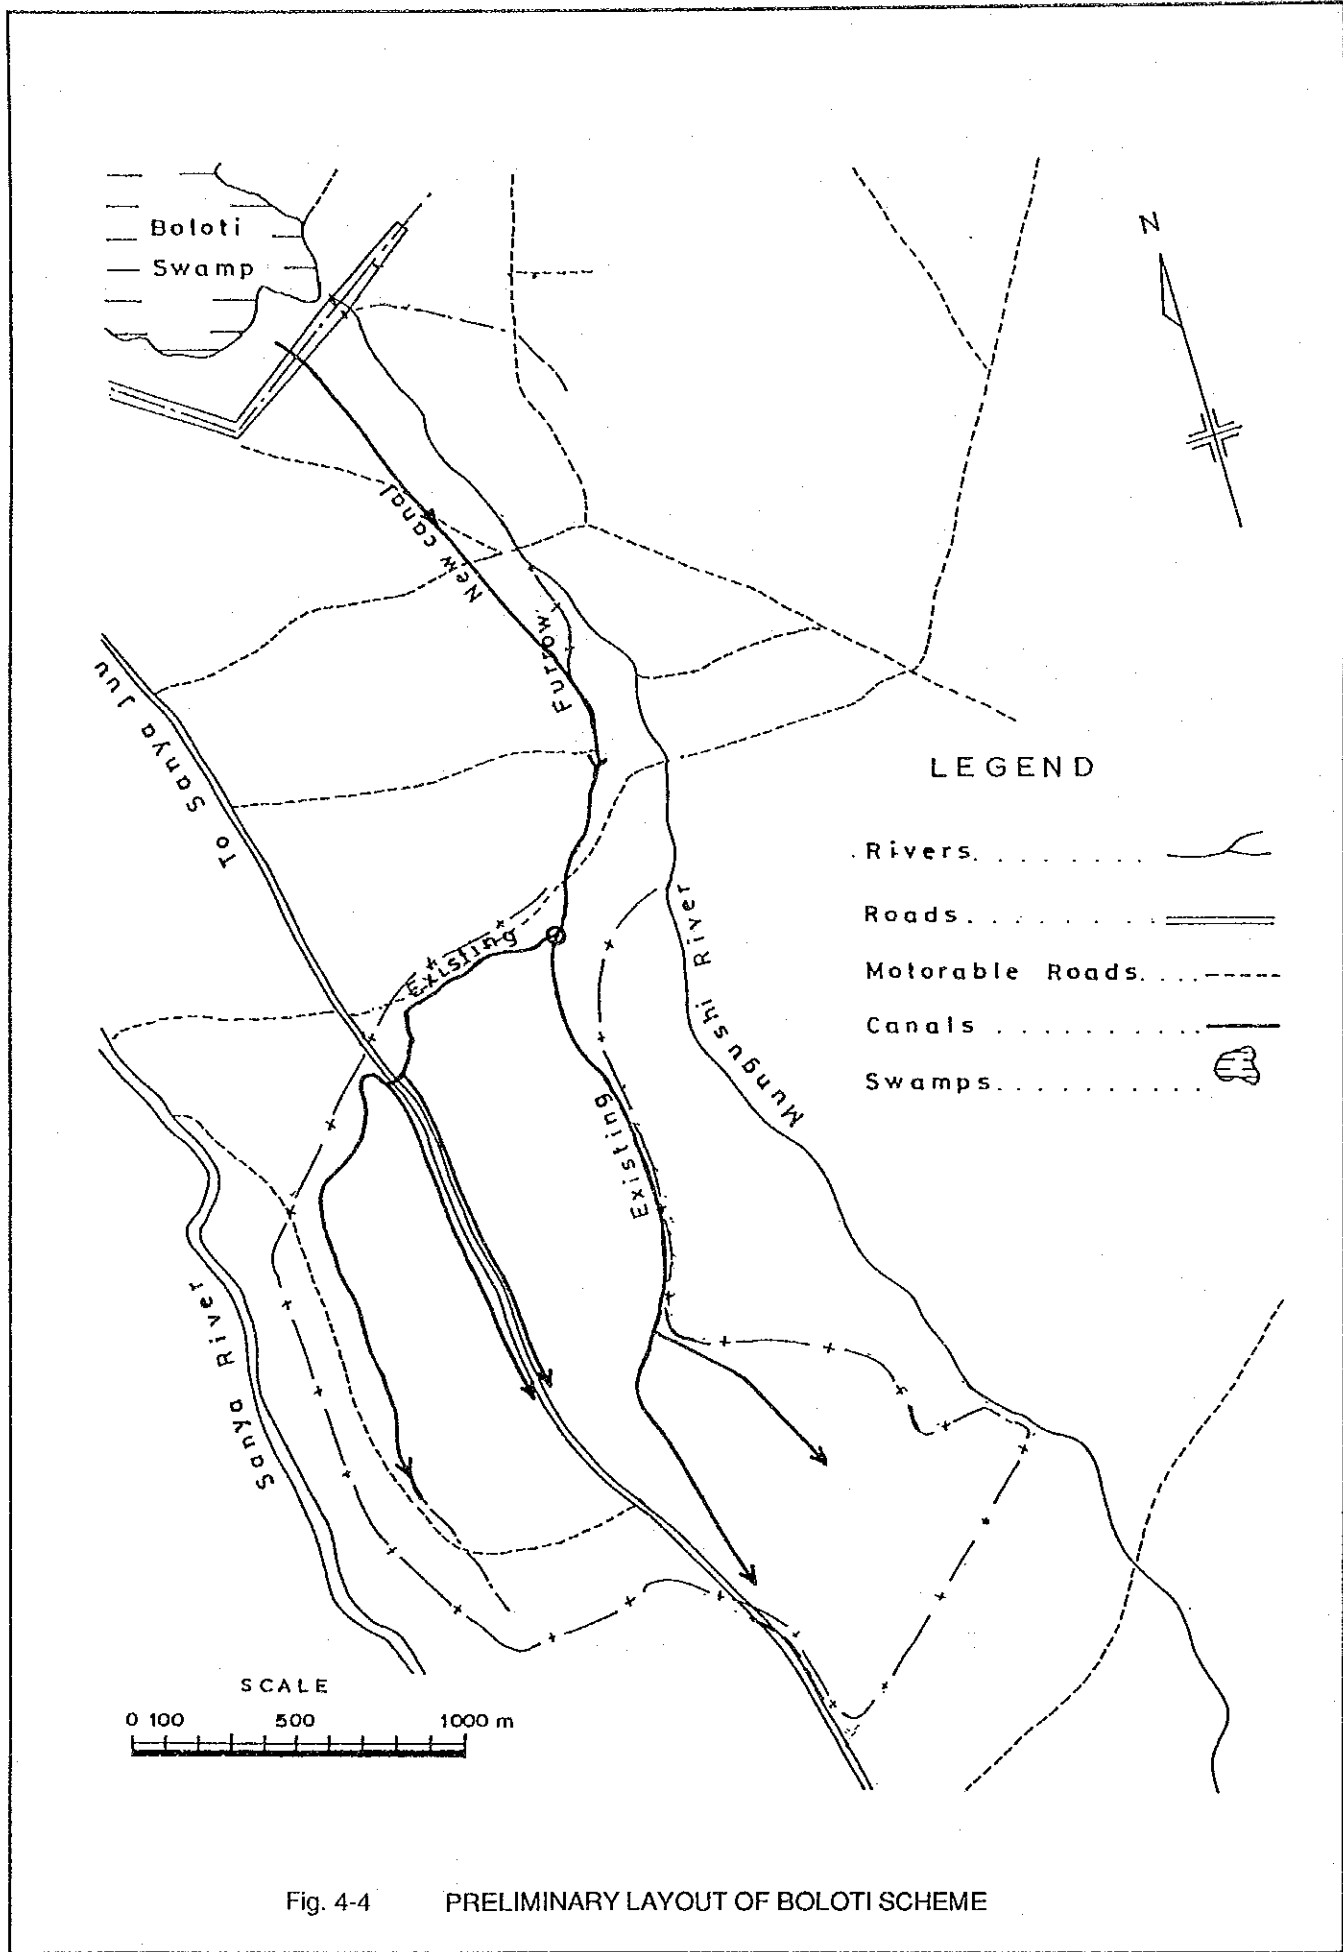 Boloti
Swamp
N
New canal
Furrow
To Sanya Juu
LEGEND
Rivers. . . . . . . . .
Roads. . . . . . . . .
Motorable Roads. . . .
Canals . . . . . . . . . .
Swamps. . . . . . . . . .
Existing
Existing
Mungushi River
Sanya River
SCALE
0 100 500 1000 m
Fig. 4-4 PRELIMINARY LAYOUT OF BOLOTI SCHEME